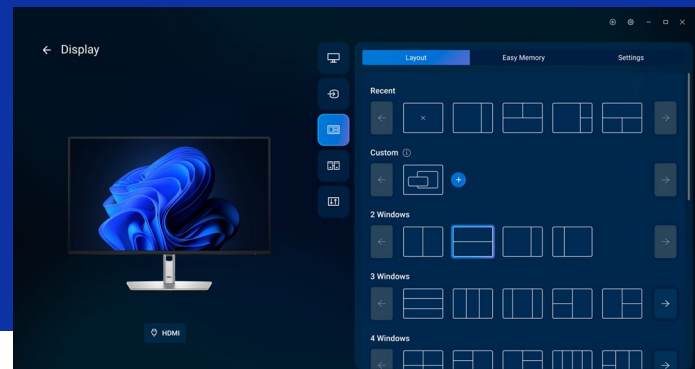 Display
Layout
Easy Memory
Settings
Recent
Custom
2 Windows
3 Windows
4 Windows
HDMI